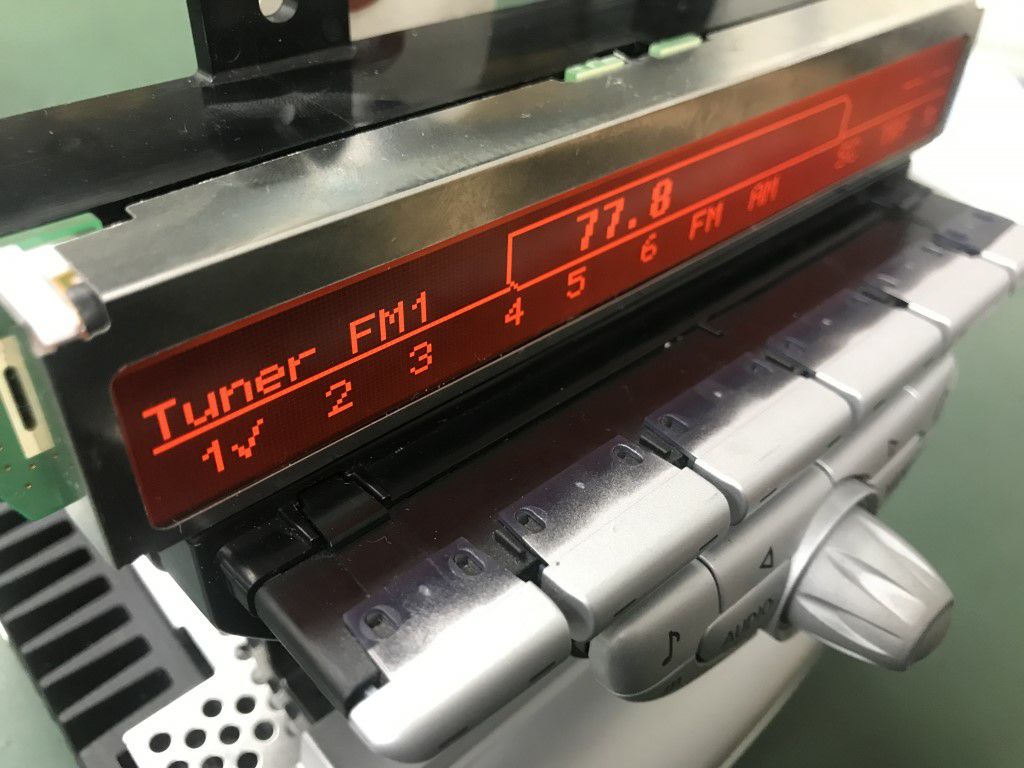 Tuner FM1 77.8
1√ 2 3 4 5 6 FM AM SC
AUDIO